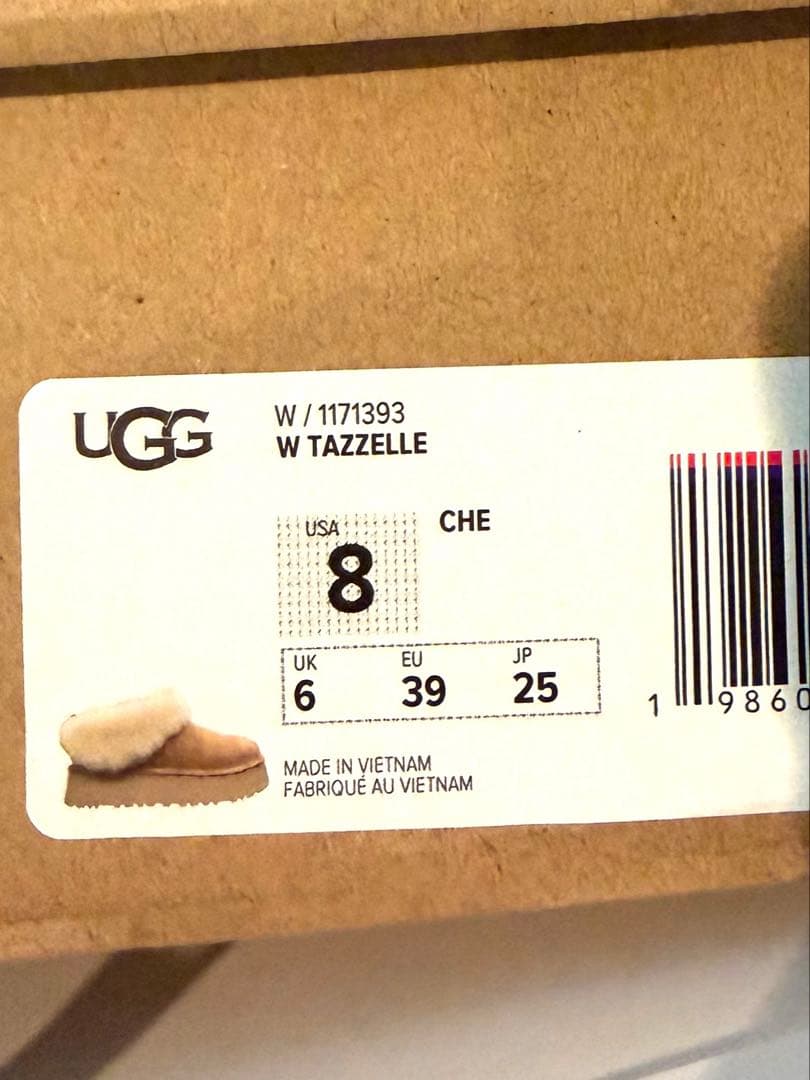 UGG
W / 1171393
W TAZZELLE
USA
8
CHE
UK
6
EU
39
JP
25
MADE IN VIETNAM
FABRIQUÉ AU VIETNAM
1 9860